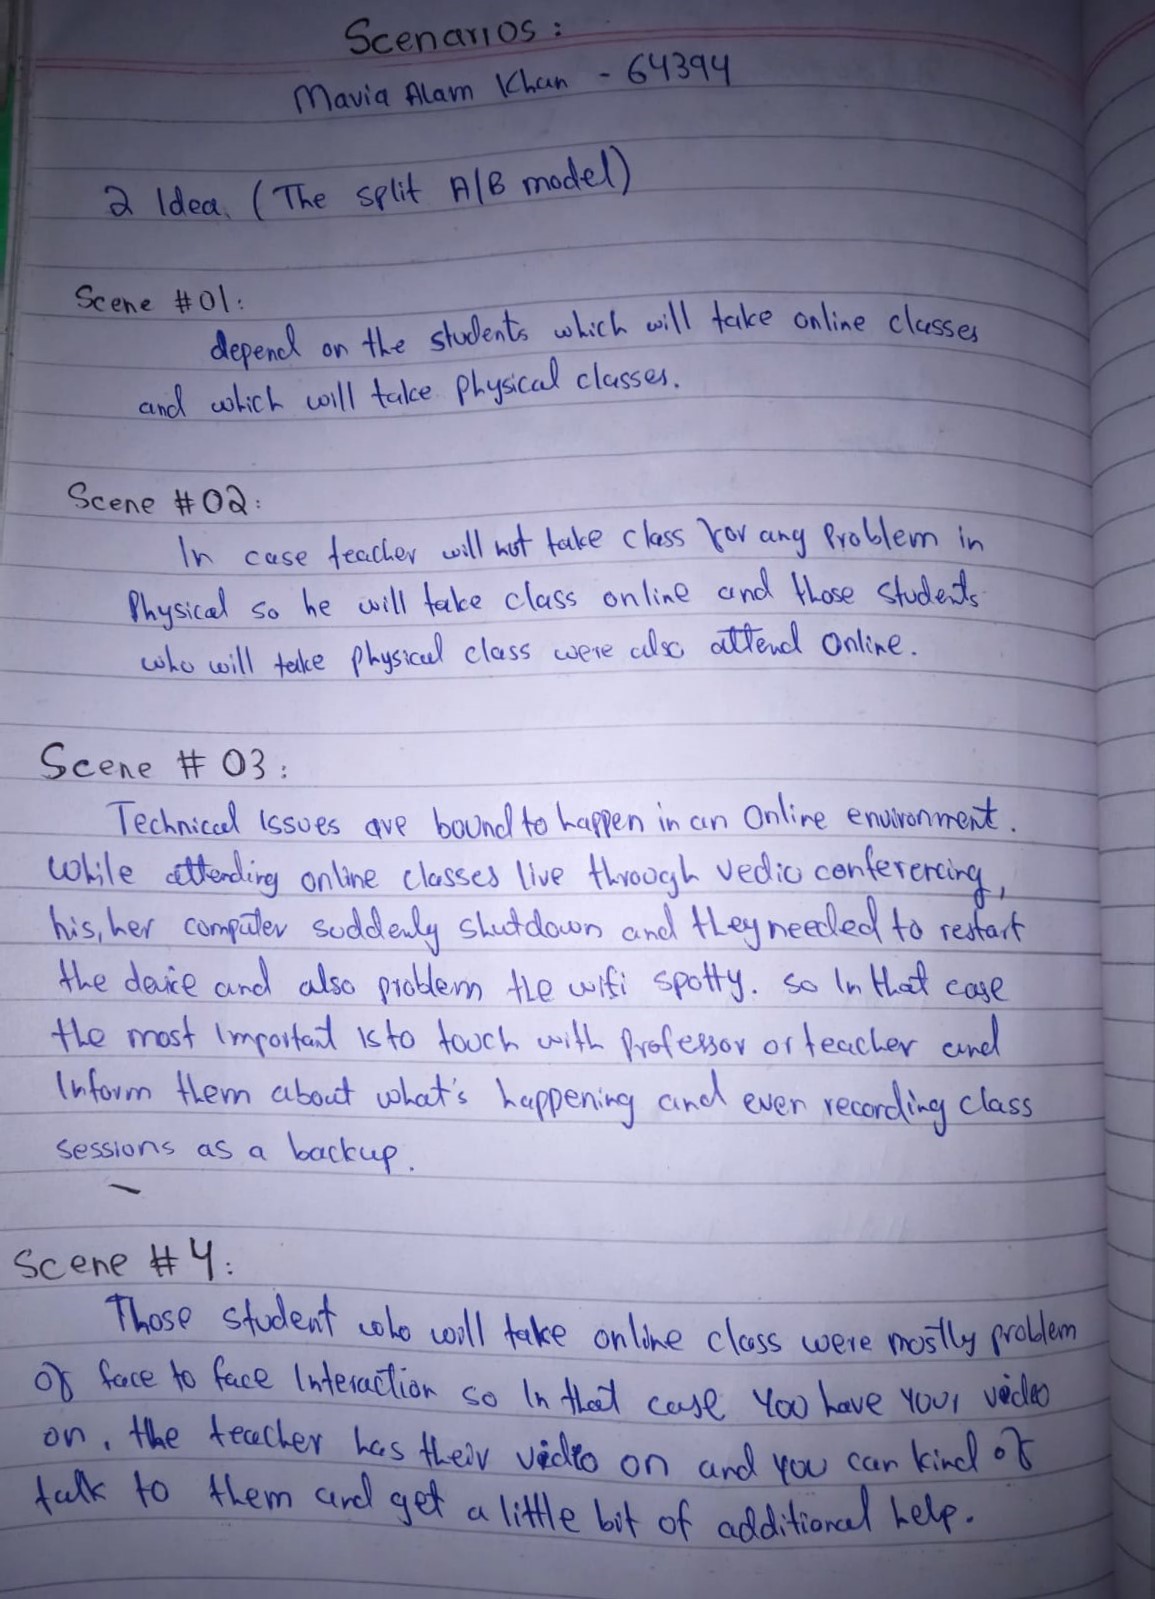 Scenarios:
Mavia Alam Khan - 64394
2 Idea. (The split A/B model)
Scene #01:
depend on the students which will take online classes
and which will take physical classes.
Scene #02:
In case teacher will not take class for any Problem in
Physical so he will take class online and those students
who will take physical class were also attend online.
Scene # 03:
Technical Issues are bound to happen in an Online environment.
While attending online classes live through vedio conferencing,
his, her computer suddenly shutdown and they needed to restart
the device and also problem the wifi spotty. so In that case
the most Important Is to touch with Professor or teacher and
Inform them about what's happening and even recording class
sessions as a backup.
Scene #4:
Those student who will take online class were mostly problem
of face to face Interaction so In that case You have your video
on, the teacher has their video on and you can kind of
talk to them and get a little bit of additional help.